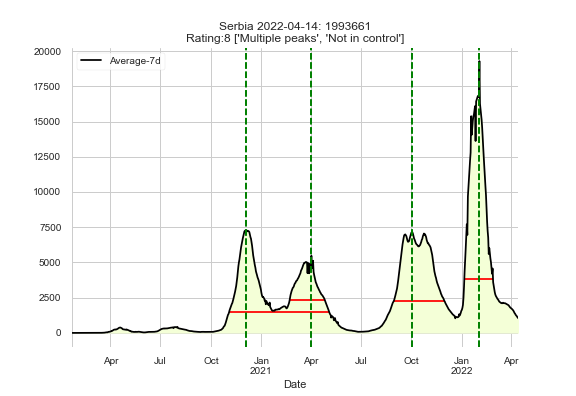 Serbia 2022-04-14: 1993661
Rating:8 ['Multiple peaks', 'Not in control']
Average-7d
20000
17500
15000
12500
10000
7500
5000
2500
0
Apr Jul Oct Jan Apr Jul Oct Jan Apr
2021 2022
Date